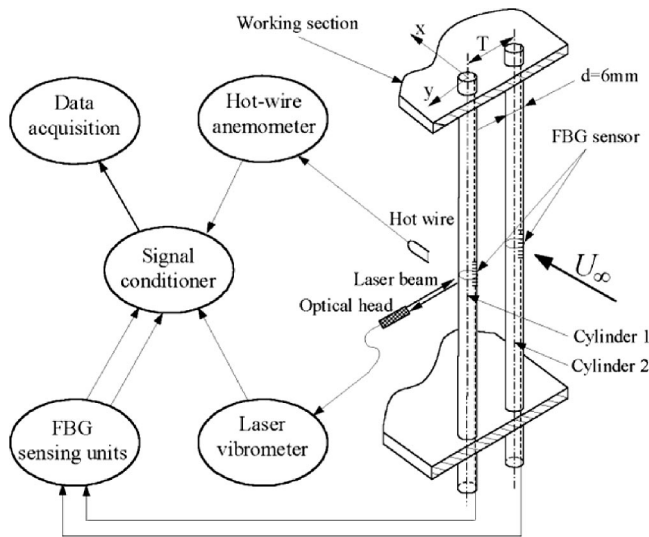 Working section
x
T
y
d=6mm
Data
acquisition
Hot-wire
anemometer
FBG sensor
Hot wire
Signal
conditioner
Laser beam
Optical head
U∞
Cylinder 1
Cylinder 2
FBG
sensing units
Laser
vibrometer